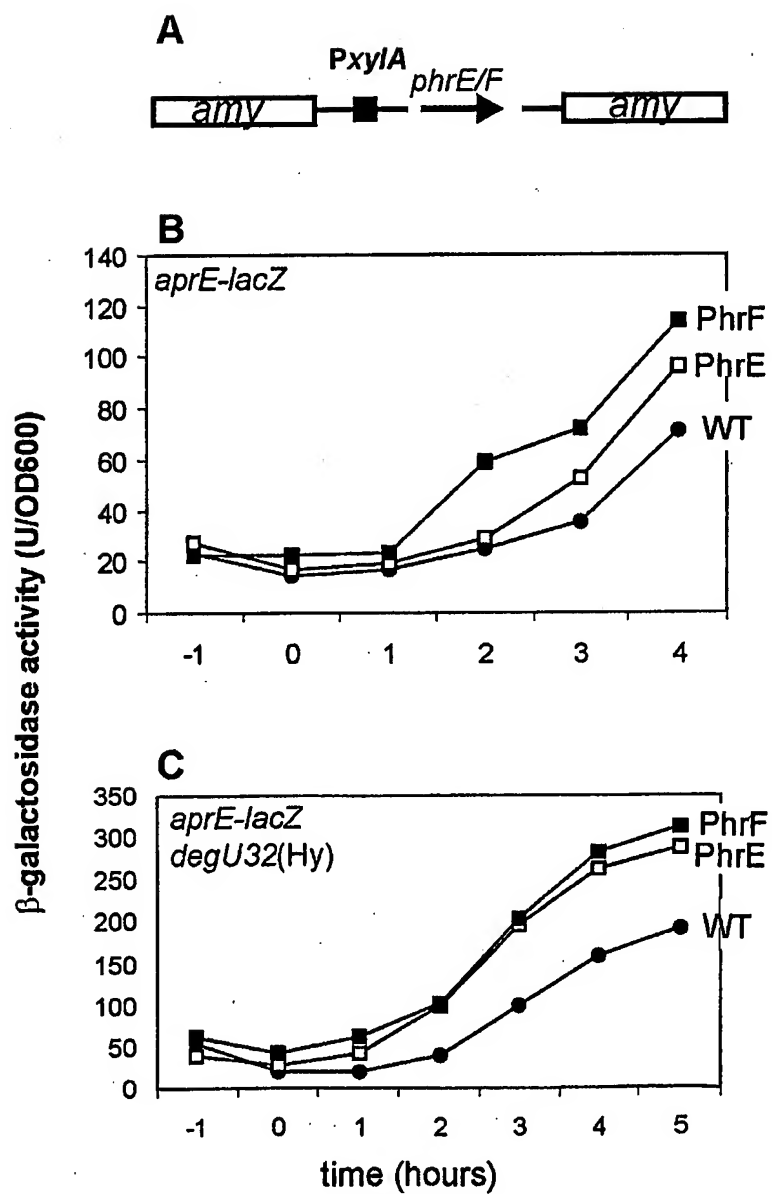 A
PxylA
phrE/F
amy
amy
B
140
120
100
80
60
40
20
0
aprE-lacZ
PhrF
PhrE
WT
-1 0 1 2 3 4
β-galactosidase activity (U/OD600)
C
350
300
250
200
150
100
50
0
aprE-lacZ
degU32(Hy)
PhrF
PhrE
WT
-1 0 1 2 3 4 5
time (hours)